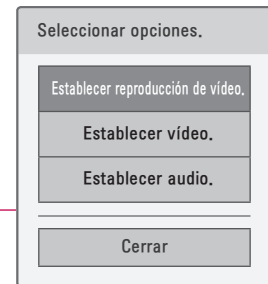 Seleccionar opciones.
Establecer reproducción de vídeo.
Establecer vídeo.
Establecer audio.
Cerrar